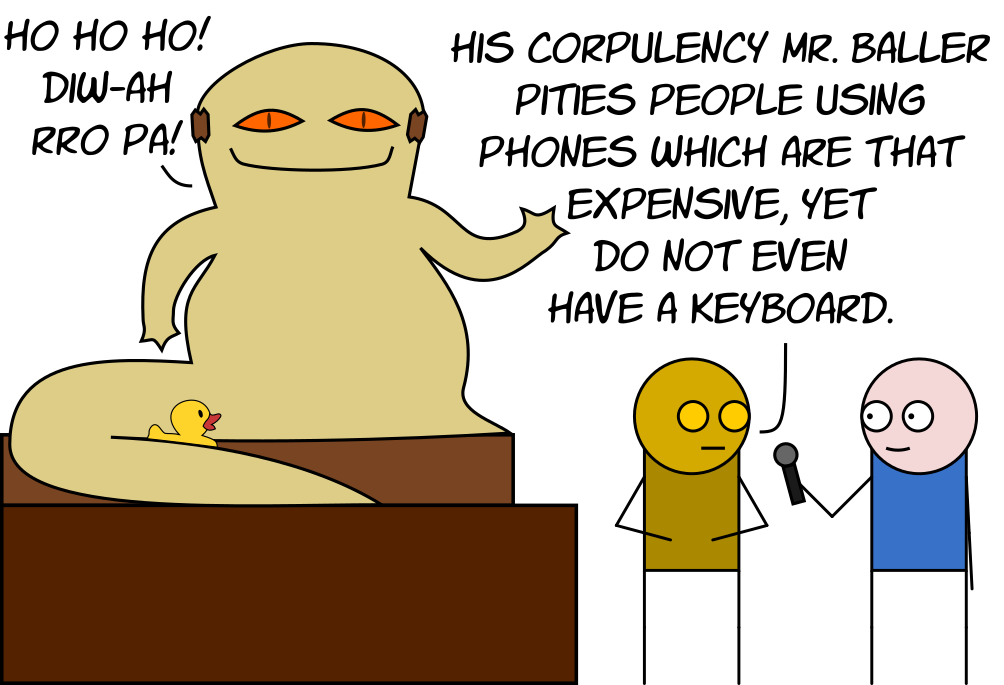 HO HO HO!
DIW-AH
RRO PA!
HIS CORPULENCY MR. BALLER
PITIES PEOPLE USING
PHONES WHICH ARE THAT
EXPENSIVE, YET
DO NOT EVEN
HAVE A KEYBOARD.